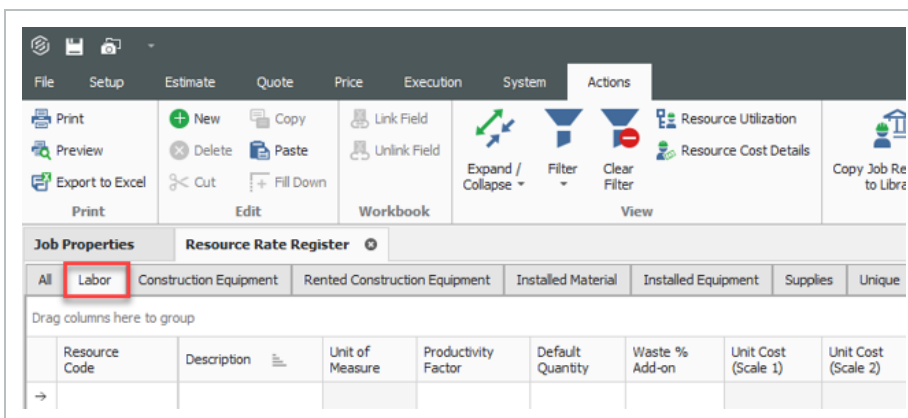 File Setup Estimate Quote Price Execution System Actions
Print New Copy Link Field Resource Utilization
Preview Delete Paste Unlink Field Resource Cost Details
Export to Excel Cut Fill Down Expand / Collapse Filter Clear Filter Copy Job Re
to Libra
Print Edit Workbook View
Job Properties Resource Rate Register
All Labor Construction Equipment Rented Construction Equipment Installed Material Installed Equipment Supplies Unique
Drag columns here to group
Resource Code Description Unit of Measure Productivity Factor Default Quantity Waste % Add-on Unit Cost (Scale 1) Unit Cost (Scale 2)